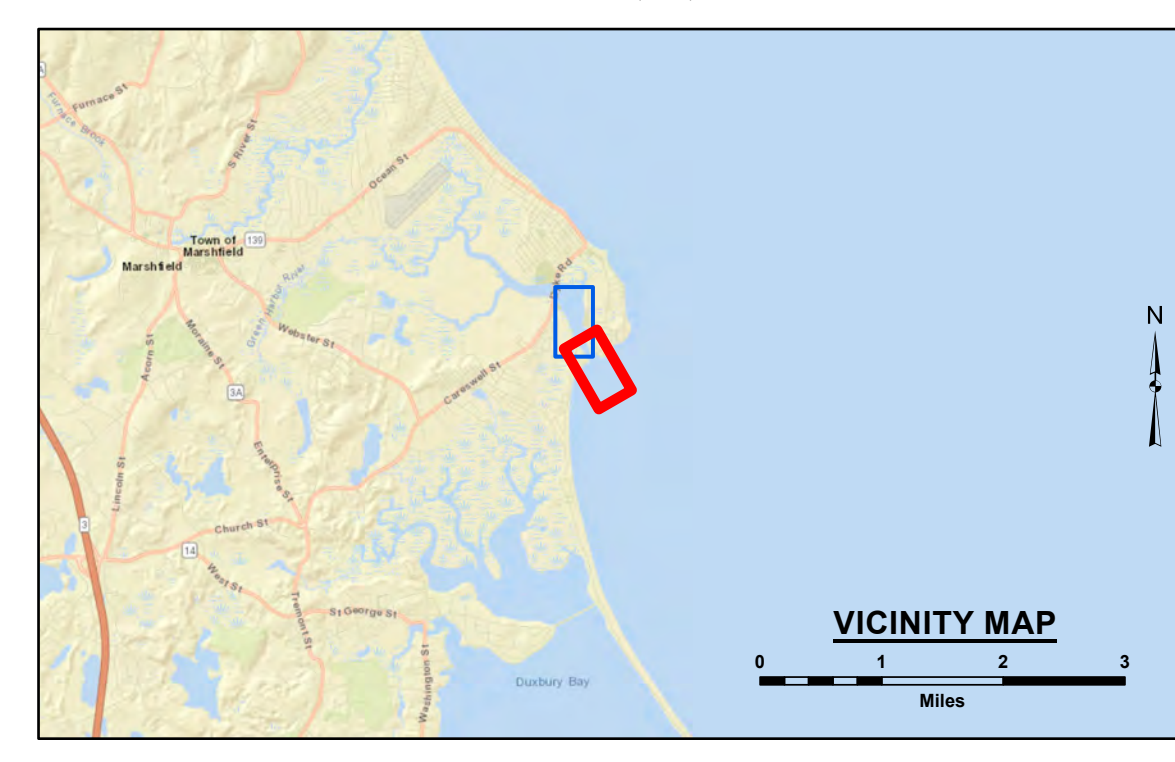 Furnace St
Furnace Brook
S River St
Ocean St
Town of
Marshfield
139
Marshfield
Green Harbor River
Webster St
Careswell St
Acorn St
Moraine St
3A
Enterprise St
Lincoln St
3
Church St
14
West St
Tremont St
St George St
Washington St
Duxbury Bay
N
VICINITY MAP
0 1 2 3
Miles